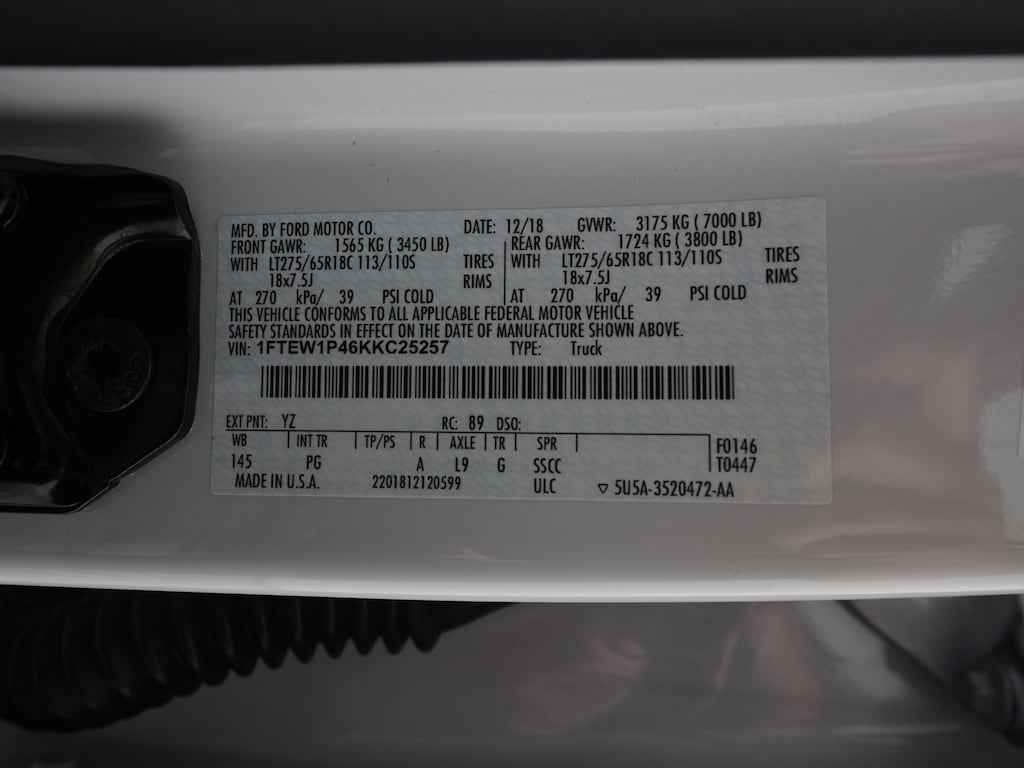 MFD. BY FORD MOTOR CO. DATE: 12/18 GVWR: 3175 KG ( 7000 LB)
FRONT GAWR: 1565 KG ( 3450 LB) REAR GAWR: 1724 KG ( 3800 LB)
WITH LT275/65R18C 113/110S TIRES WITH LT275/65R18C 113/110S TIRES
18x7.5J RIMS 18x7.5J RIMS
AT 270 kPa/ 39 PSI COLD AT 270 kPa/ 39 PSI COLD
THIS VEHICLE CONFORMS TO ALL APPLICABLE FEDERAL MOTOR VEHICLE
SAFETY STANDARDS IN EFFECT ON THE DATE OF MANUFACTURE SHOWN ABOVE.
VIN: 1FTEW1P46KKC25257 TYPE: Truck
EXT PNT: YZ RC: 89 DSO:
WB INT TR TP/PS R AXLE TR SPR F0146
145 PG A L9 G SSCC T0447
MADE IN U.S.A. 2201812120599 ULC ▽ 5U5A-3520472-AA